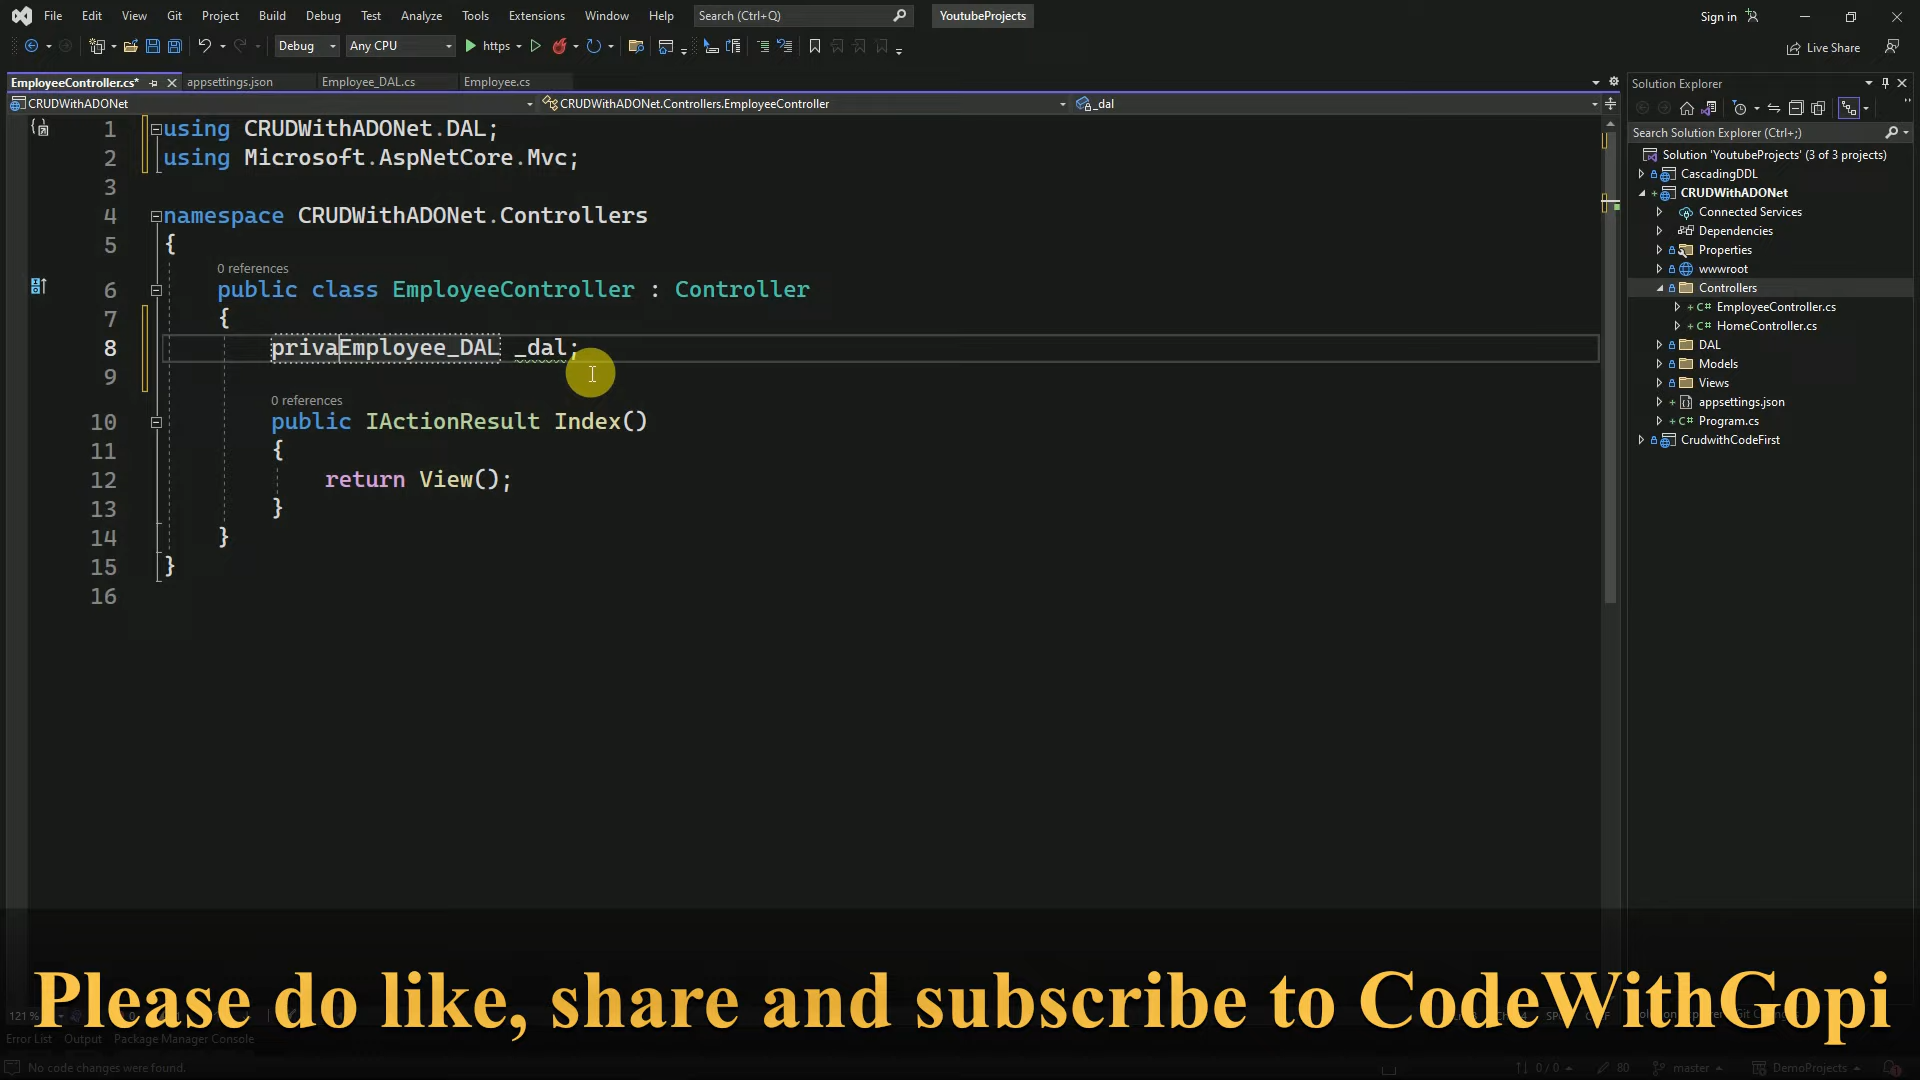 File Edit View Git Project Build Debug Test Analyze Tools Extensions Window Help Search (Ctrl+Q) YoutubeProjects Sign in
Debug Any CPU https Live Share
EmployeeController.cs* appsettings.json Employee_DAL.cs Employee.cs
CRUDWithADONet CRUDWithADONet.Controllers.EmployeeController _dal
1 using CRUDWithADONet.DAL;
2 using Microsoft.AspNetCore.Mvc;
3
4 namespace CRUDWithADONet.Controllers
5 {
0 references
6 public class EmployeeController : Controller
7 {
8 privaEmployee_DAL _dal;
9
0 references
10 public IActionResult Index()
11 {
12 return View();
13 }
14 }
15 }
16
Solution Explorer
Search Solution Explorer (Ctrl+;)
Solution 'YoutubeProjects' (3 of 3 projects)
CascadingDDL
CRUDWithADONet
Connected Services
Dependencies
Properties
wwwroot
Controllers
EmployeeController.cs
HomeController.cs
DAL
Models
Views
appsettings.json
Program.cs
CrudwithCodeFirst
Please do like, share and subscribe to CodeWithGopi
121 %
Error List Output Package Manager Console
No code changes were found. 0 / 0 80 master DemoProjects